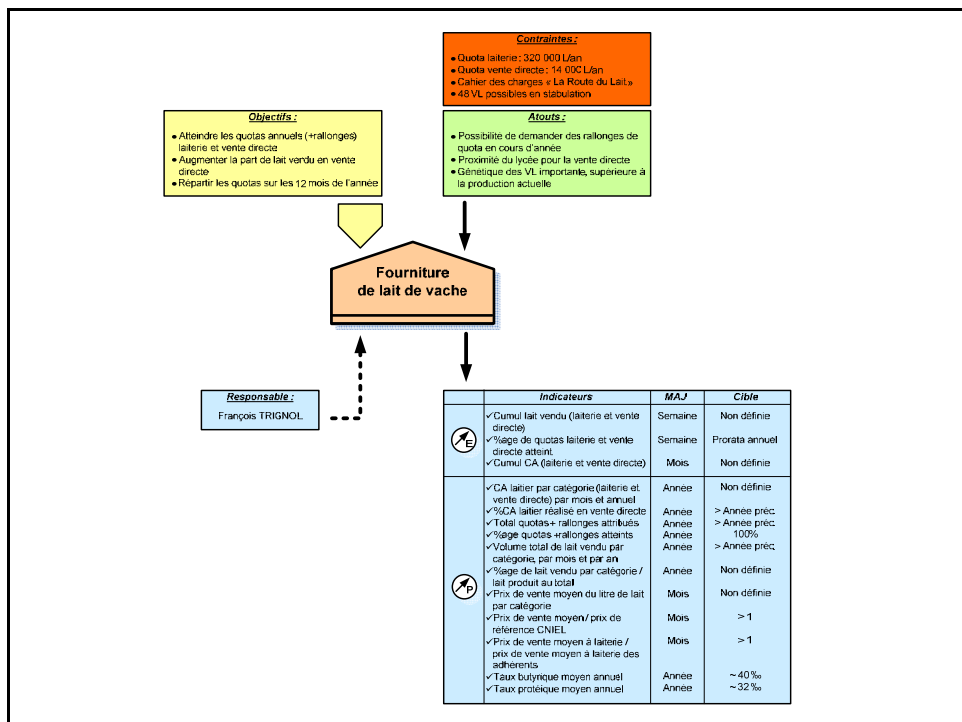 Contraintes :
• Quota laiterie : 320 000 L/an
• Quota vente directe : 14 000 L/an
• Cahier des charges « La Route du Lait »
• 48 VL possibles en stabulation
Objectifs :
• Atteindre les quotas annuels (+rallonges)
laiterie et vente directe
• Augmenter la part de lait vendu en vente
directe
• Répartir les quotas sur les 12 mois de l'année
Atouts :
• Possibilité de demander des rallonges de
quota en cours d'année
• Proximité du lycée pour la vente directe
• Génétique des VL importante, supérieure à
la production actuelle
Fourniture
de lait de vache
Responsable :
François TRIGNOL
Indicateurs MAJ Cible
E
✓Cumul lait vendu (laiterie et vente Semaine Non définie
directe)
✓%age de quotas laiterie et vente Semaine Prorata annuel
directe atteint
✓Cumul CA (laiterie et vente directe) Mois Non définie
P
✓CA laitier par catégorie (laiterie et Année Non définie
vente directe) par mois et annuel
✓%CA laitier réalisé en vente directe Année > Année préc.
✓Total quotas+ rallonges attribués Année > Année préc.
✓%age quotas +rallonges atteints Année 100%
✓Volume total de lait vendu par Année > Année préc.
catégorie, par mois et par an
✓%age de lait vendu par catégorie / Année Non définie
lait produit au total
✓Prix de vente moyen du litre de lait Mois Non définie
par catégorie
✓Prix de vente moyen / prix de Mois > 1
référence CNIEL
✓Prix de vente moyen à laiterie / Mois > 1
prix de vente moyen à laiterie des
adhérents
✓Taux butyrique moyen annuel Année ~40‰
✓Taux protéique moyen annuel Année ~32‰